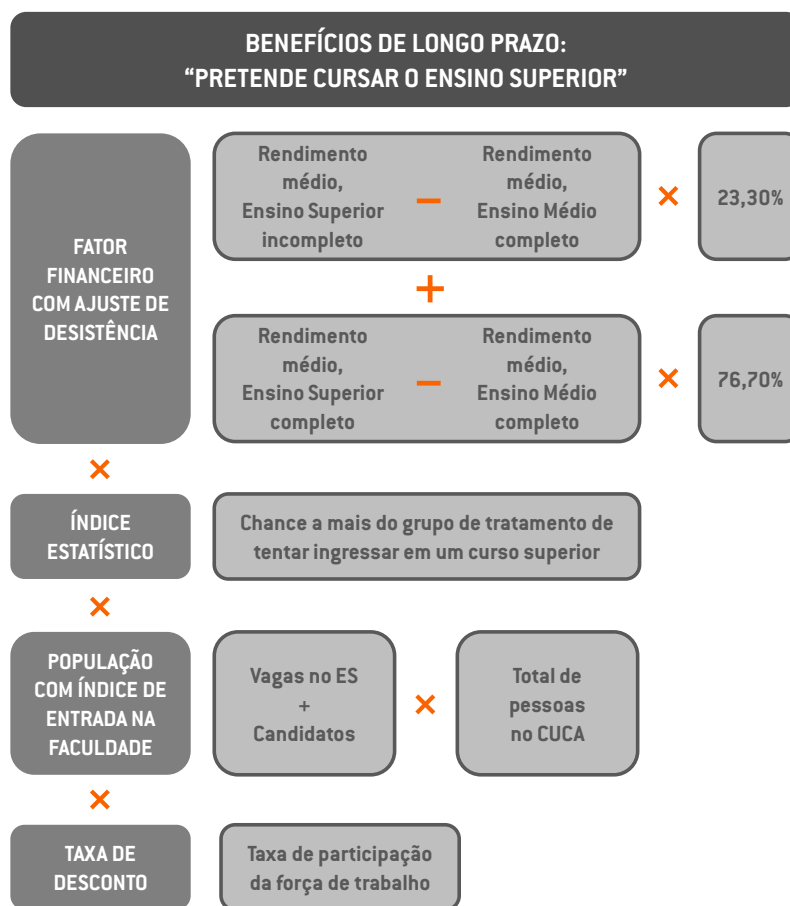 BENEFÍCIOS DE LONGO PRAZO:
“PRETENDE CURSAR O ENSINO SUPERIOR”
FATOR
FINANCEIRO
COM AJUSTE DE
DESISTÊNCIA
Rendimento
médio,
Ensino Superior
incompleto
−
Rendimento
médio,
Ensino Médio
completo
×
23,30%
+
Rendimento
médio,
Ensino Superior
completo
−
Rendimento
médio,
Ensino Médio
completo
×
76,70%
×
ÍNDICE
ESTATÍSTICO
Chance a mais do grupo de tratamento de
tentar ingressar em um curso superior
×
POPULAÇÃO
COM ÍNDICE DE
ENTRADA NA
FACULDADE
Vagas no ES
+
Candidatos
×
Total de
pessoas
no CUCA
×
TAXA DE
DESCONTO
Taxa de participação
da força de trabalho